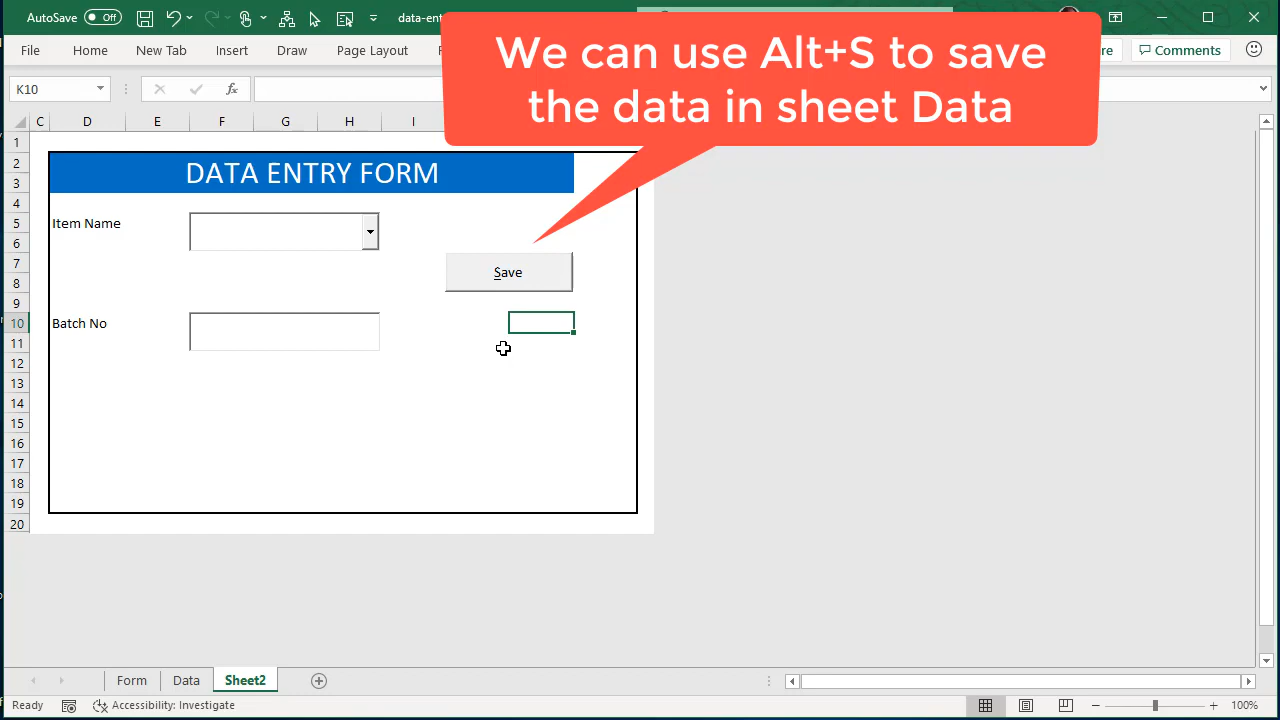 AutoSave Off data-en
We can use Alt+S to save
the data in sheet Data
File Home New Tab Insert Draw Page Layout Comments
K10 fx
C D E F G H I
1
2
3
4
5
6
7
8
9
10
11
12
13
14
15
16
17
18
19
20
DATA ENTRY FORM
Item Name
Save
Batch No
Form Data Sheet2
Ready Accessibility: Investigate 100%